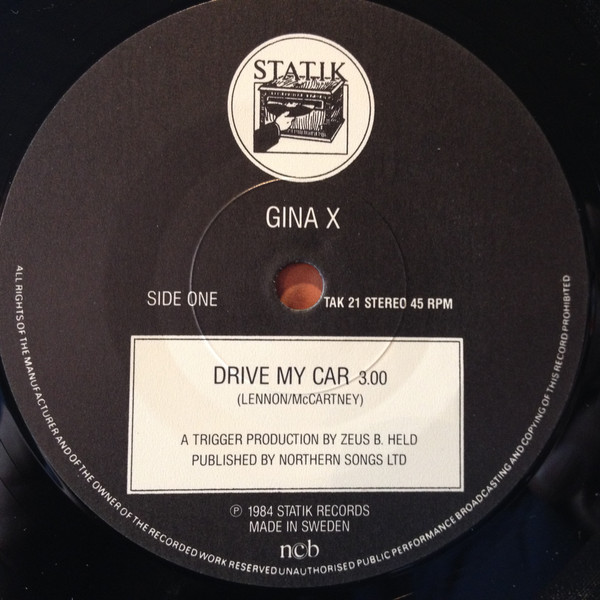 STATIK
GINA X
SIDE ONE
TAK 21 STEREO 45 RPM
DRIVE MY CAR 3.00
(LENNON/McCARTNEY)
A TRIGGER PRODUCTION BY ZEUS B. HELD
PUBLISHED BY NORTHERN SONGS LTD
℗ 1984 STATIK RECORDS
MADE IN SWEDEN
ncb
ALL RIGHTS OF THE MANUFACTURER AND OF THE OWNER OF THE RECORDED WORK RESERVED UNAUTHORISED PUBLIC PERFORMANCE BROADCASTING AND COPYING OF THIS RECORD PROHIBITED